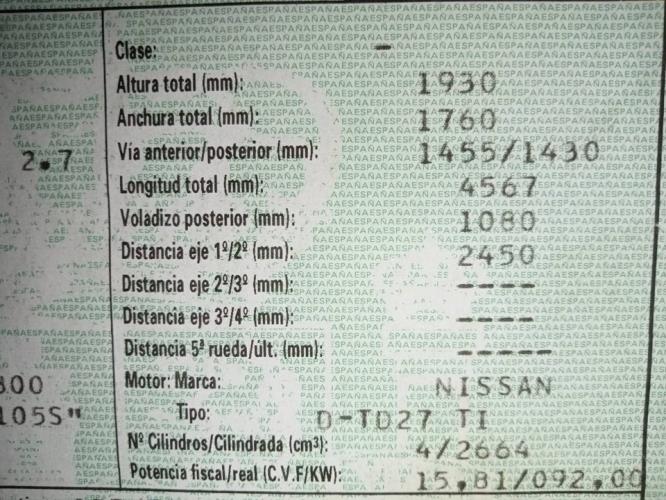 Clase: -
Altura total (mm): 1930
Anchura total (mm): 1760
2.7 Vía anterior/posterior (mm): 1455/1430
Longitud total (mm): 4567
Voladizo posterior (mm): 1080
Distancia eje 1º/2º (mm): 2450
Distancia eje 2º/3º (mm): ----
Distancia eje 3º/4º (mm): ----
Distancia 5ª rueda/últ. (mm): -----
800 Motor: Marca: NISSAN
105S" Tipo: D-TD27 TI
Nº Cilindros/Cilindrada (cm³): 4/2664
Potencia fiscal/real (C.V.F/KW): 15,81/092,00